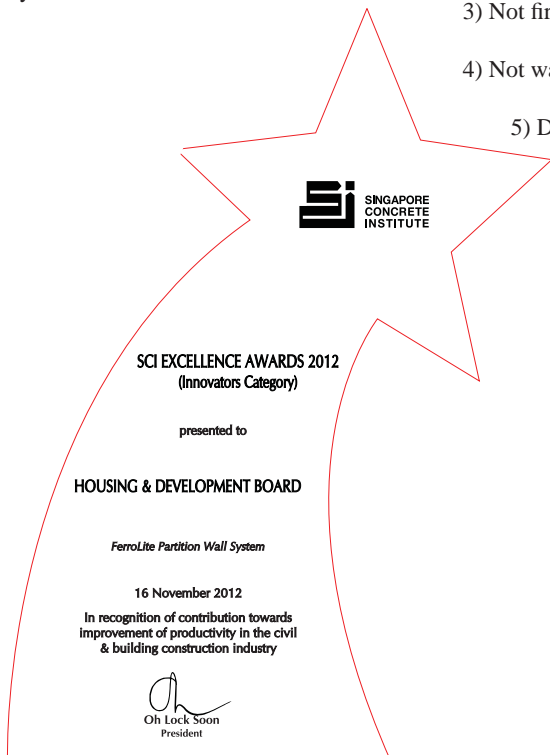 3) Not
4) Not
5)
SINGAPORE
CONCRETE
INSTITUTE
SCI EXCELLENCE AWARDS 2012
(Innovators Category)
presented to
HOUSING & DEVELOPMENT BOARD
FerroLite Partition Wall System
16 November 2012
In recognition of contribution towards
improvement of productivity in the civil
& building construction industry
Oh Lock Soon
President